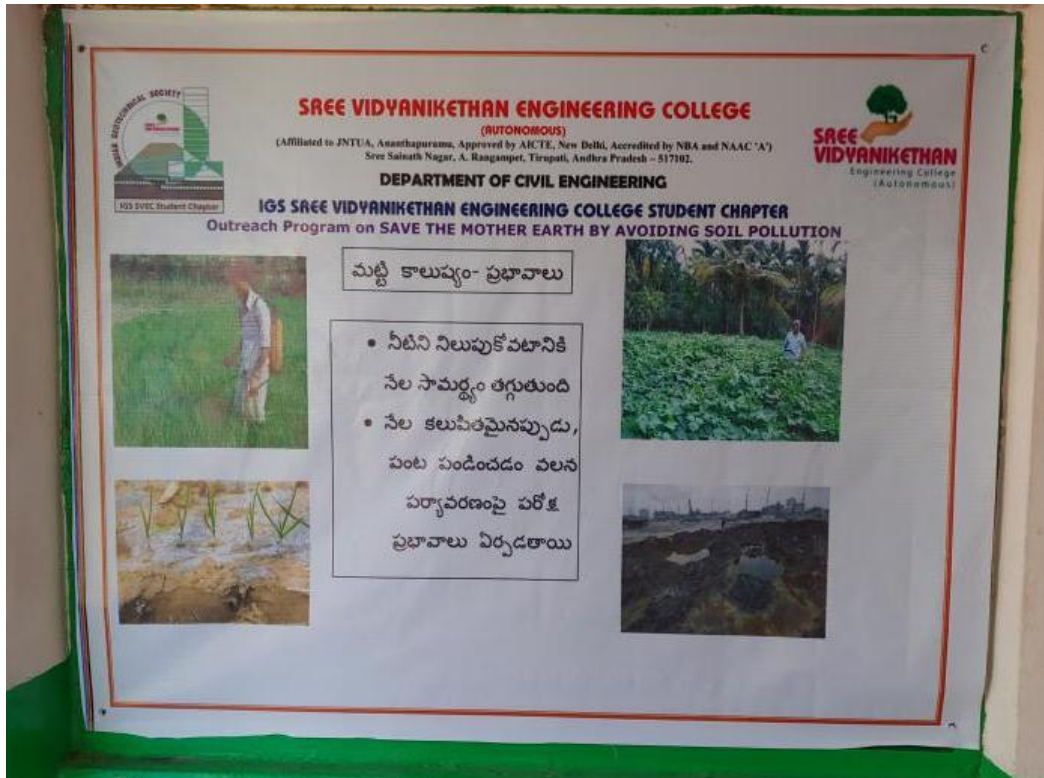 INDIAN GEOTECHNICAL SOCIETY
IGS SVEC Student Chapter
SREE VIDYANIKETHAN ENGINEERING COLLEGE
(AUTONOMOUS)
(Affiliated to JNTUA, Ananthapuramu, Approved by AICTE, New Delhi, Accredited by NBA and NAAC 'A')
Sree Sainath Nagar, A. Rangampet, Tirupati, Andhra Pradesh – 517102.
DEPARTMENT OF CIVIL ENGINEERING
IGS SREE VIDYANIKETHAN ENGINEERING COLLEGE STUDENT CHAPTER
Outreach Program on SAVE THE MOTHER EARTH BY AVOIDING SOIL POLLUTION
SREE
VIDYANIKETHAN
Engineering College
(Autonomous)
మట్టి కాలుష్యం- ప్రభావాలు
• నీటిని నిలుపుకోవటానికి
నేల సామర్థ్యం తగ్గుతుంది
• నేల కలుషితమైనప్పుడు,
పంట పండించడం వలన
పర్యావరణంపై పరోక్ష
ప్రభావాలు ఏర్పడతాయి